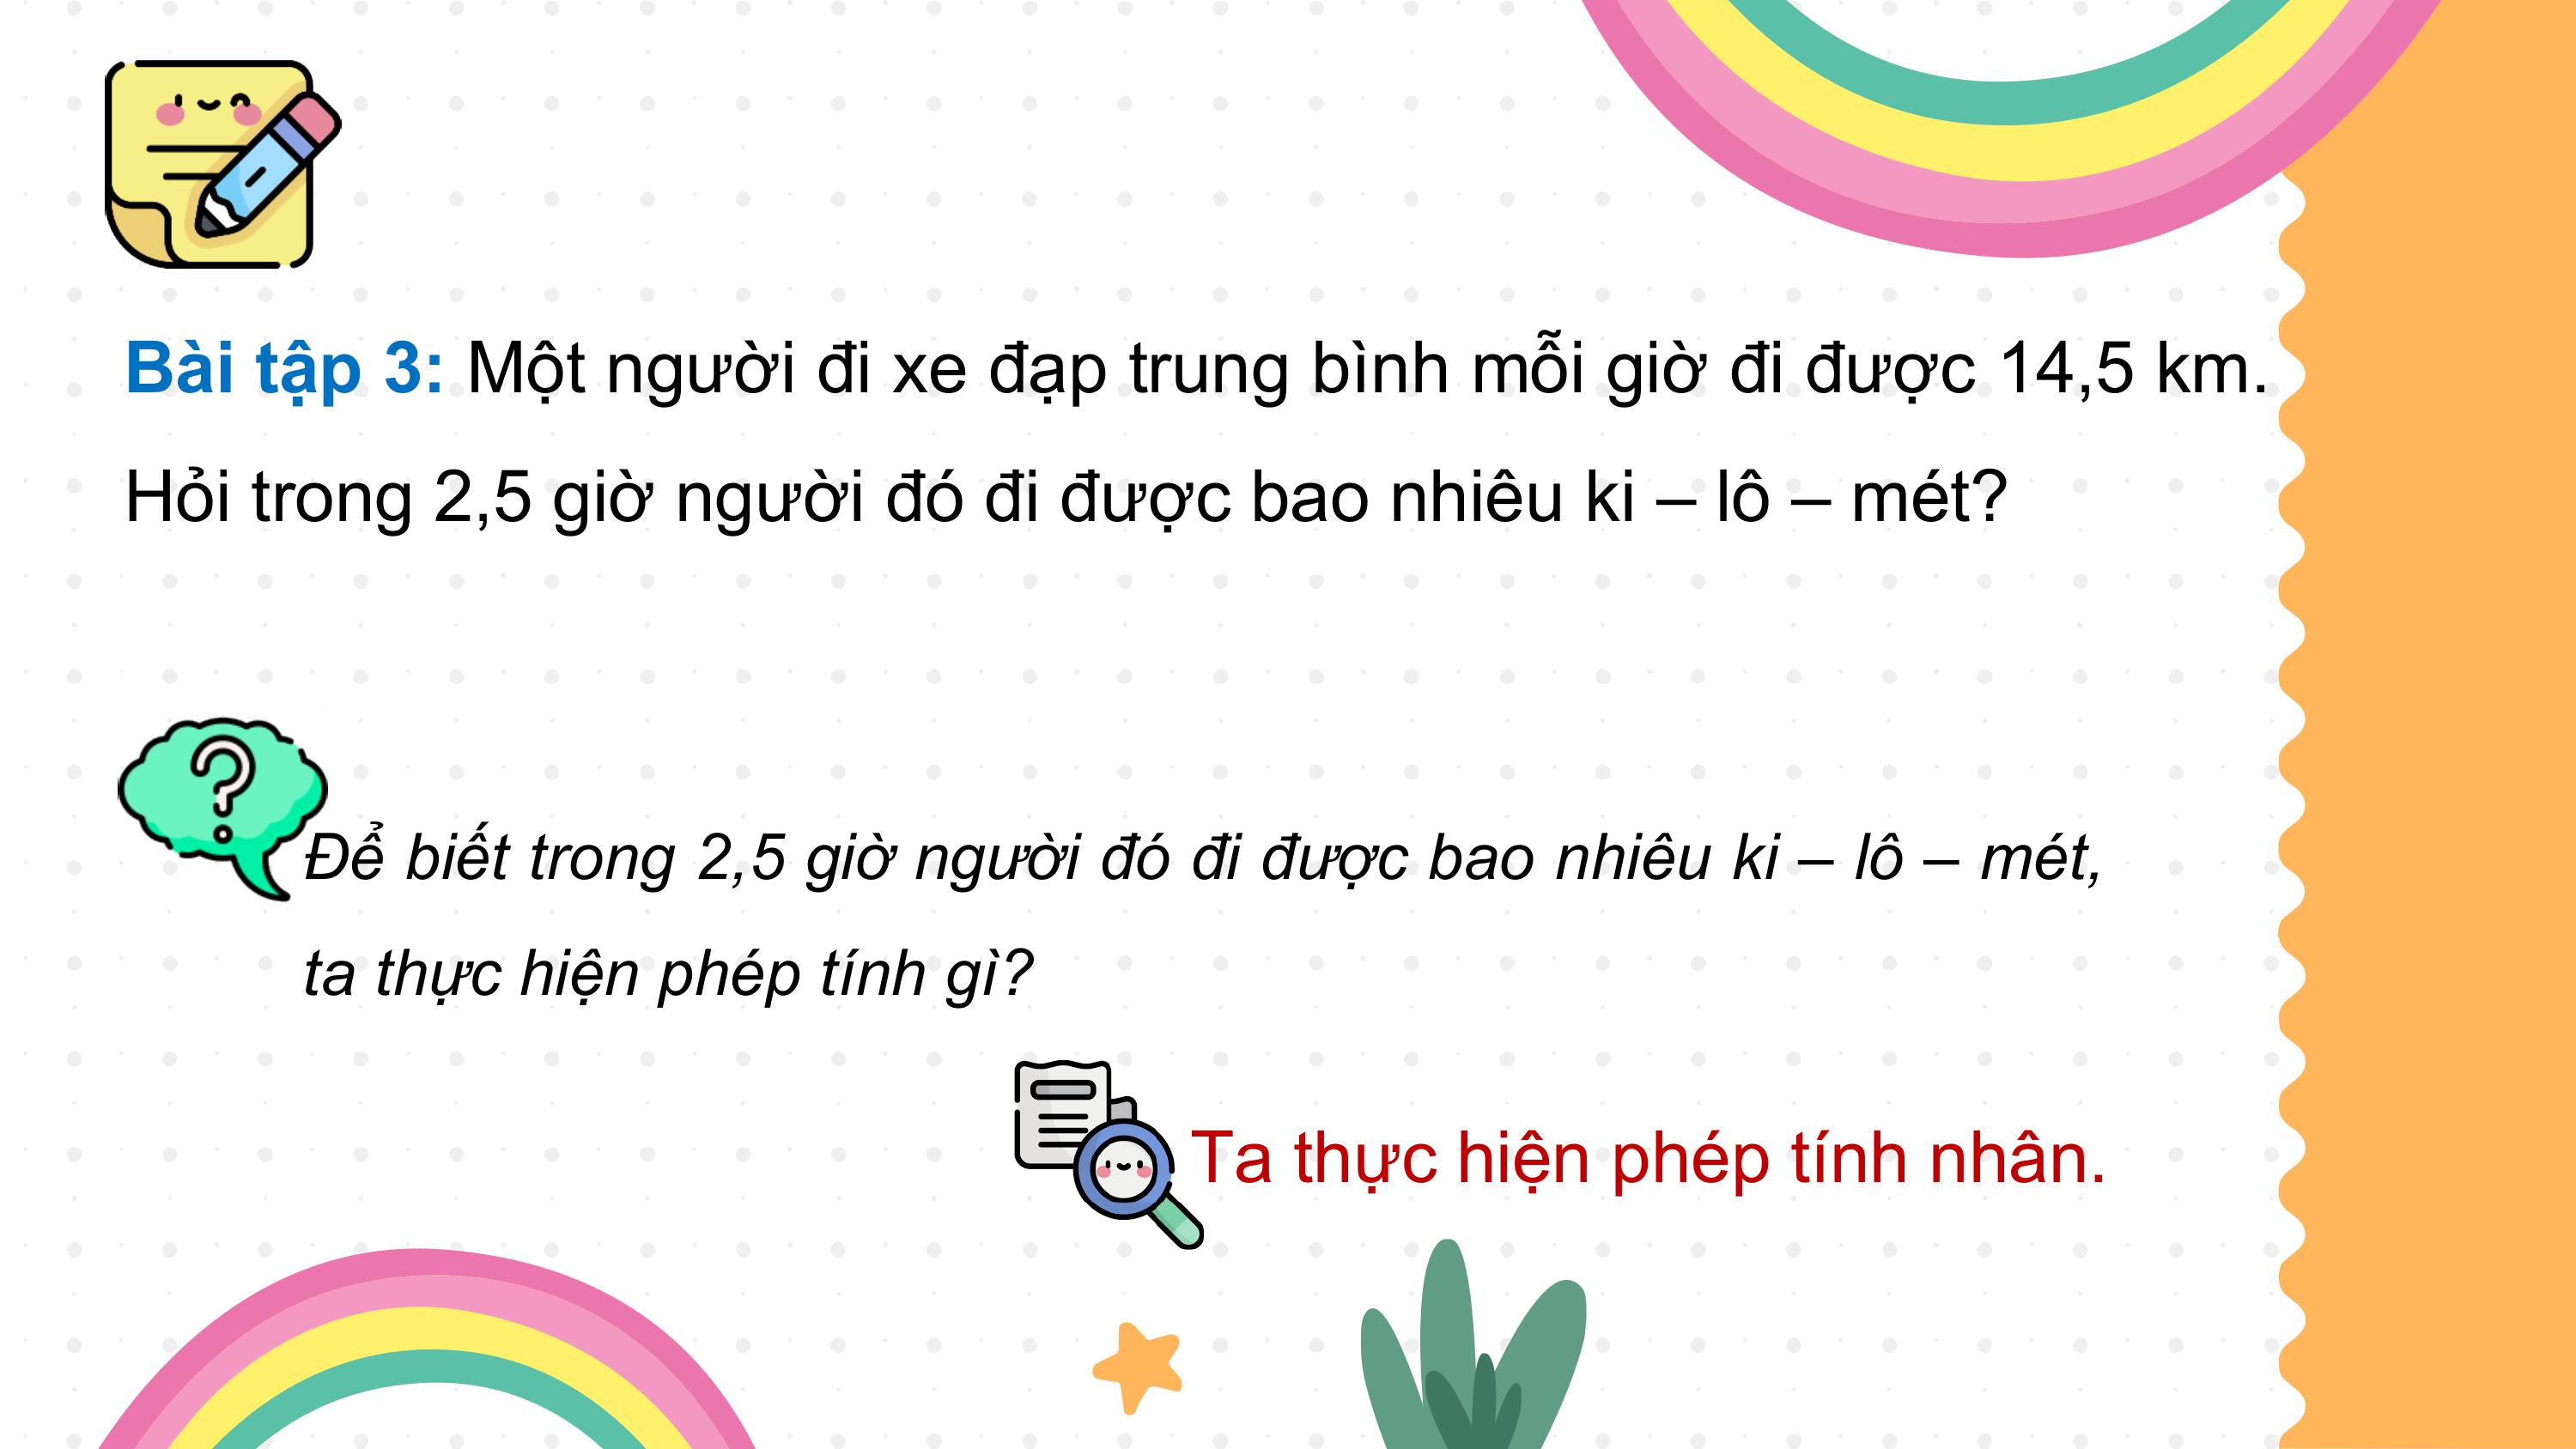 Bài tập 3: Một người đi xe đạp trung bình mỗi giờ đi được 14,5 km.
Hỏi trong 2,5 giờ người đó đi được bao nhiêu ki – lô – mét?
Để biết trong 2,5 giờ người đó đi được bao nhiêu ki – lô – mét,
ta thực hiện phép tính gì?
Ta thực hiện phép tính nhân.